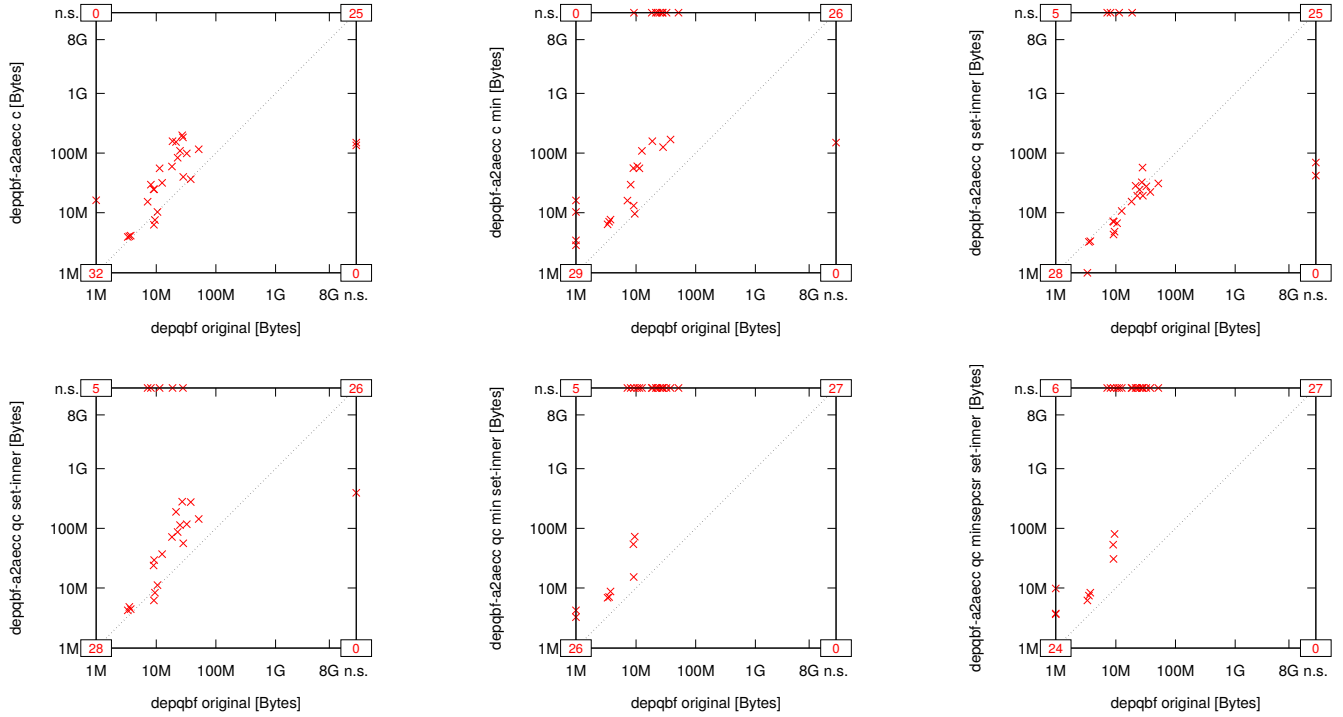 n.s. 0 25
8G
1G
100M
10M
1M 32 0
1M 10M 100M 1G 8G n.s.
depqbf original [Bytes]
depqbf-a2aecc c [Bytes]
n.s. 0 26
8G
1G
100M
10M
1M 29 0
1M 10M 100M 1G 8G n.s.
depqbf original [Bytes]
depqbf-a2aecc c min [Bytes]
n.s. 5 25
8G
1G
100M
10M
1M 28 0
1M 10M 100M 1G 8G n.s.
depqbf original [Bytes]
depqbf-a2aecc q set-inner [Bytes]
n.s. 5 26
8G
1G
100M
10M
1M 28 0
1M 10M 100M 1G 8G n.s.
depqbf original [Bytes]
depqbf-a2aecc qc set-inner [Bytes]
n.s. 5 27
8G
1G
100M
10M
1M 26 0
1M 10M 100M 1G 8G n.s.
depqbf original [Bytes]
depqbf-a2aecc qc min set-inner [Bytes]
n.s. 6 27
8G
1G
100M
10M
1M 24 0
1M 10M 100M 1G 8G n.s.
depqbf original [Bytes]
depqbf-a2aecc qc minsepcsr set-inner [Bytes]